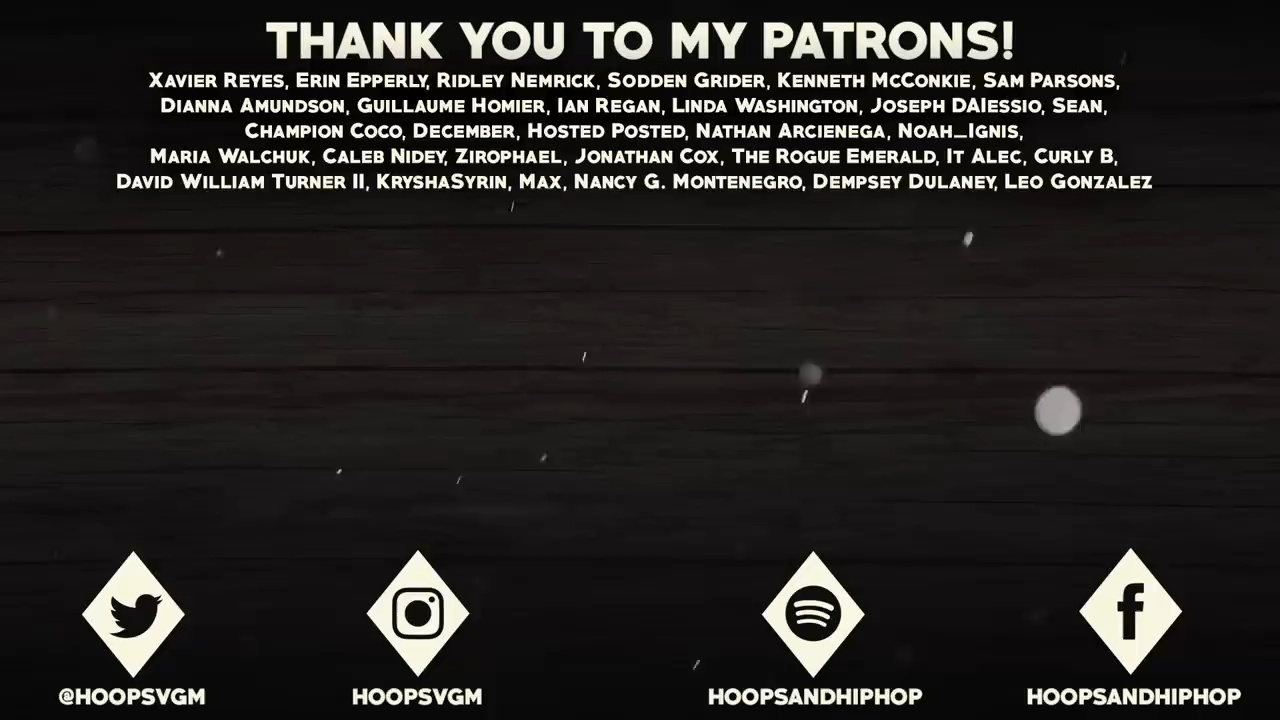 THANK YOU TO MY PATRONS!
XAVIER REYES, ERIN EPPERLY, RIDLEY NEMRICK, SODDEN GRIDER, KENNETH MCCONKIE, SAM PARSONS,
DIANNA AMUNDSON, GUILLAUME HOMIER, IAN REGAN, LINDA WASHINGTON, JOSEPH DALESSIO, SEAN,
CHAMPION COCO, DECEMBER, HOSTED POSTED, NATHAN ARCIENEGA, NOAH_IGNIS,
MARIA WALCHUK, CALEB NIDEY, ZIROPHAEL, JONATHAN COX, THE ROGUE EMERALD, IT ALEC, CURLY B,
DAVID WILLIAM TURNER II, KRYSHASYRIN, MAX, NANCY G. MONTENEGRO, DEMPSEY DULANEY, LEO GONZALEZ
@HOOPSVGM HOOPSVGM HOOPSANDHIPHOP HOOPSANDHIPHOP